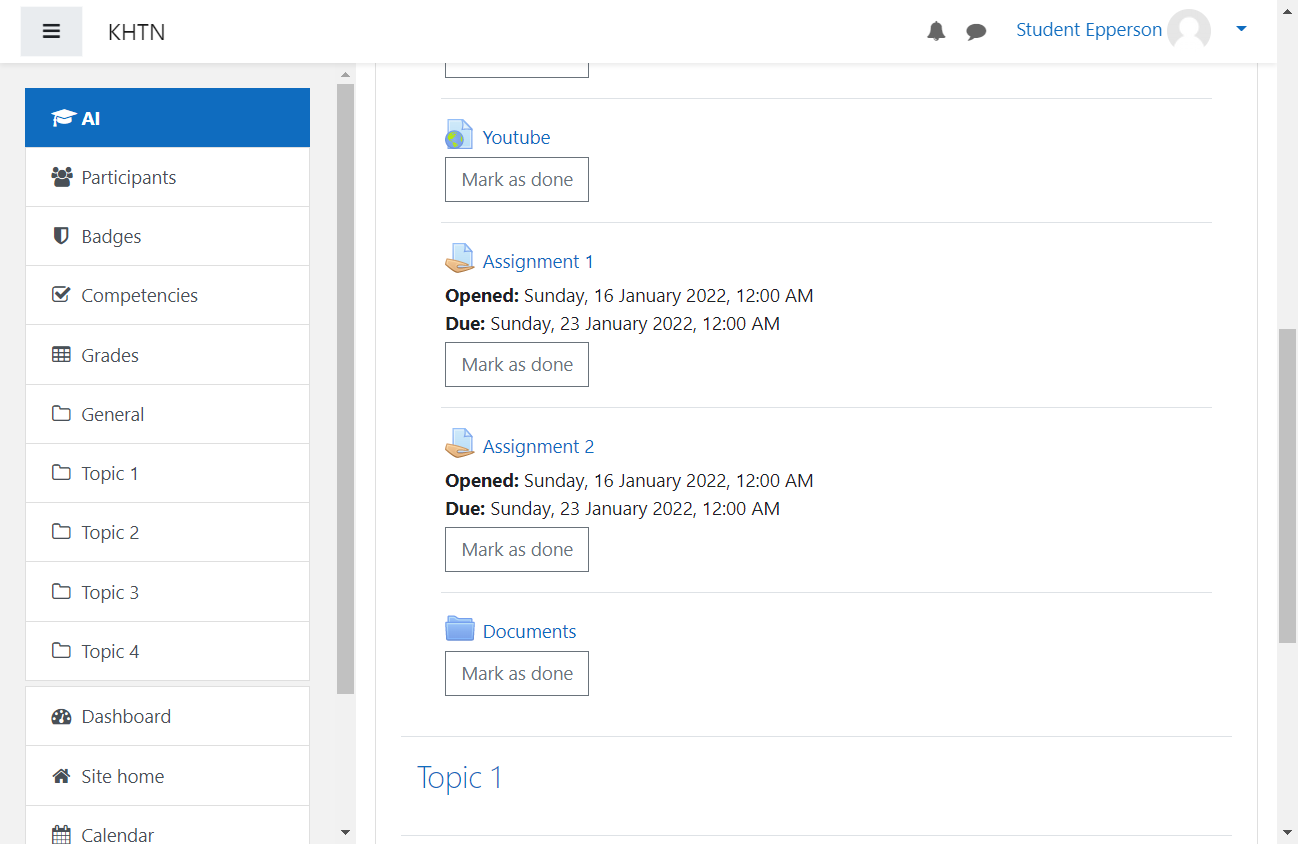 KHTN
Student Epperson
AI
Participants
Badges
Competencies
Grades
General
Topic 1
Topic 2
Topic 3
Topic 4
Dashboard
Site home
Calendar
Youtube
Mark as done
Assignment 1
Opened: Sunday, 16 January 2022, 12:00 AM
Due: Sunday, 23 January 2022, 12:00 AM
Mark as done
Assignment 2
Opened: Sunday, 16 January 2022, 12:00 AM
Due: Sunday, 23 January 2022, 12:00 AM
Mark as done
Documents
Mark as done
Topic 1